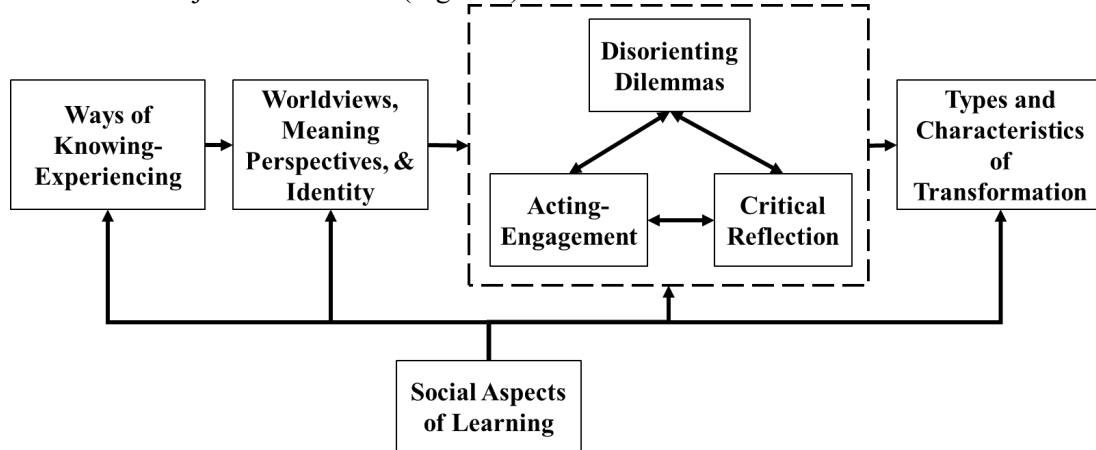 Disorienting
Dilemmas
Ways of
Knowing-
Experiencing
Worldviews,
Meaning
Perspectives, &
Identity
Types and
Characteristics
of
Transformation
Acting-
Engagement
Critical
Reflection
Social Aspects
of Learning